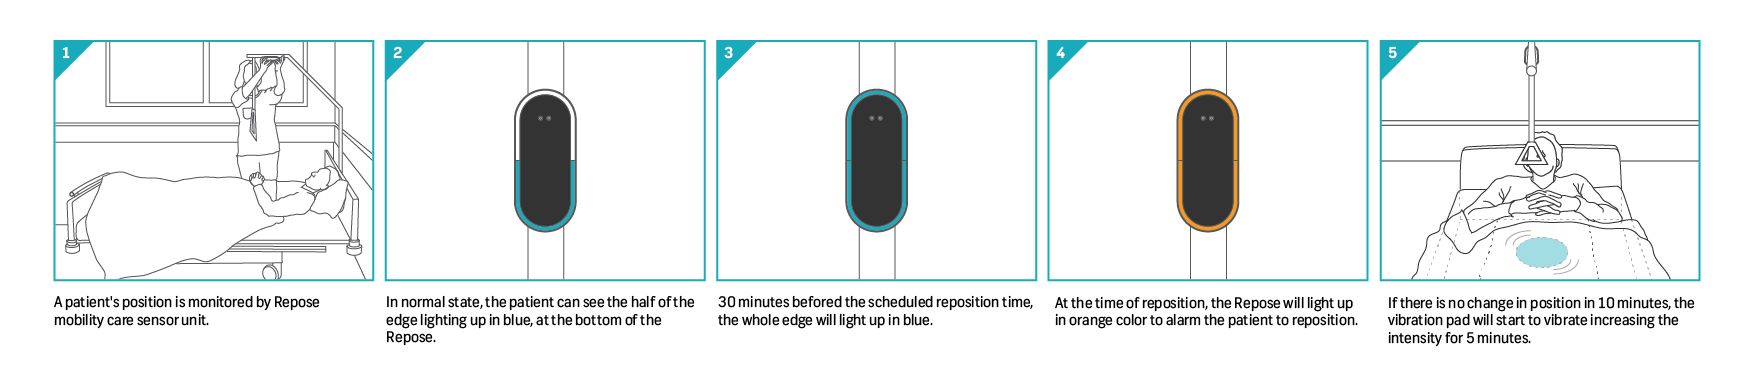 1
2
3
4
5
A patient's position is monitored by Repose
mobility care sensor unit.
In normal state, the patient can see the half of the
edge lighting up in blue, at the bottom of the
Repose.
30 minutes befored the scheduled reposition time,
the whole edge will light up in blue.
At the time of reposition, the Repose will light up
in orange color to alarm the patient to reposition.
If there is no change in position in 10 minutes, the
vibration pad will start to vibrate increasing the
intensity for 5 minutes.